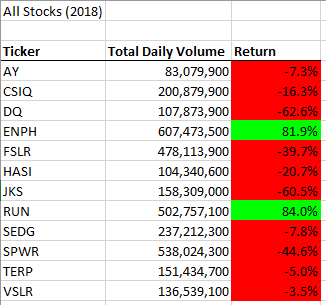 All Stocks (2018)
Ticker Total Daily Volume Return
AY 83,079,900 -7.3%
CSIQ 200,879,900 -16.3%
DQ 107,873,900 -62.6%
ENPH 607,473,500 81.9%
FSLR 478,113,900 -39.7%
HASI 104,340,600 -20.7%
JKS 158,309,000 -60.5%
RUN 502,757,100 84.0%
SEDG 237,212,300 -7.8%
SPWR 538,024,300 -44.6%
TERP 151,434,700 -5.0%
VSLR 136,539,100 -3.5%